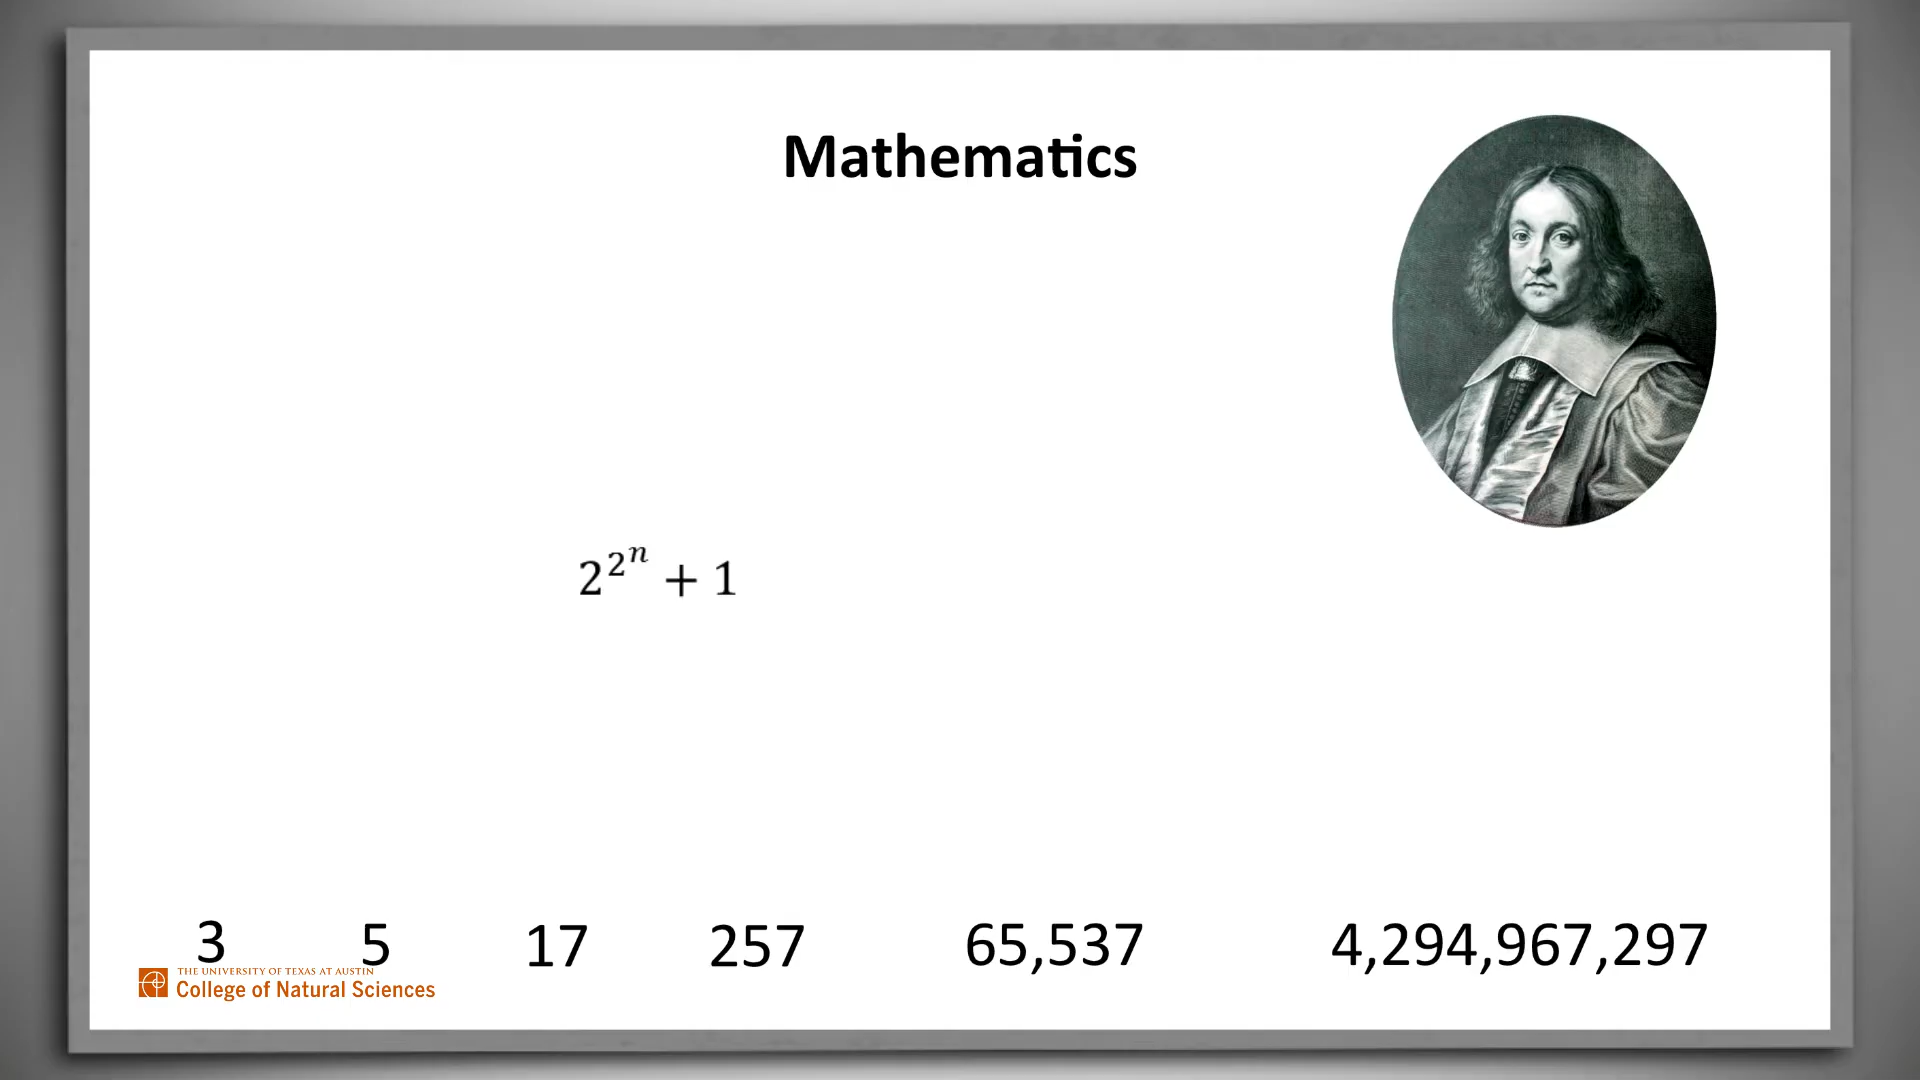 Mathematics
2^{2^n} + 1
3 5 17 257 65,537 4,294,967,297
THE UNIVERSITY OF TEXAS AT AUSTIN
College of Natural Sciences